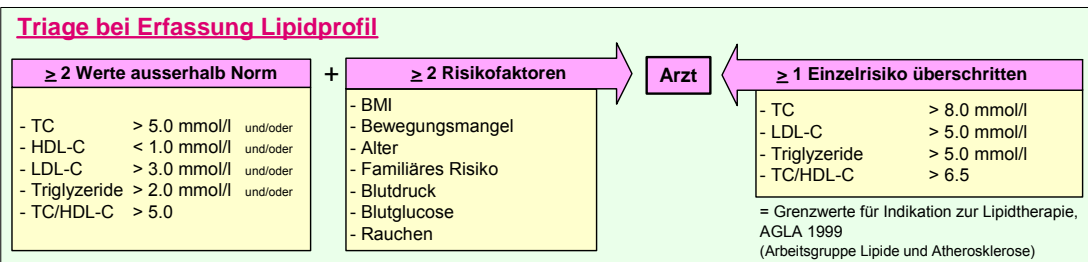 Triage bei Erfassung Lipidprofil
≥ 2 Werte ausserhalb Norm
- TC > 5.0 mmol/l und/oder
- HDL-C < 1.0 mmol/l und/oder
- LDL-C > 3.0 mmol/l und/oder
- Triglyzeride > 2.0 mmol/l und/oder
- TC/HDL-C > 5.0
+
≥ 2 Risikofaktoren
- BMI
- Bewegungsmangel
- Alter
- Familiäres Risiko
- Blutdruck
- Blutglucose
- Rauchen
Arzt
≥ 1 Einzelrisiko überschritten
- TC > 8.0 mmol/l
- LDL-C > 5.0 mmol/l
- Triglyzeride > 5.0 mmol/l
- TC/HDL-C > 6.5
= Grenzwerte für Indikation zur Lipidtherapie,
AGLA 1999
(Arbeitsgruppe Lipide und Atherosklerose)